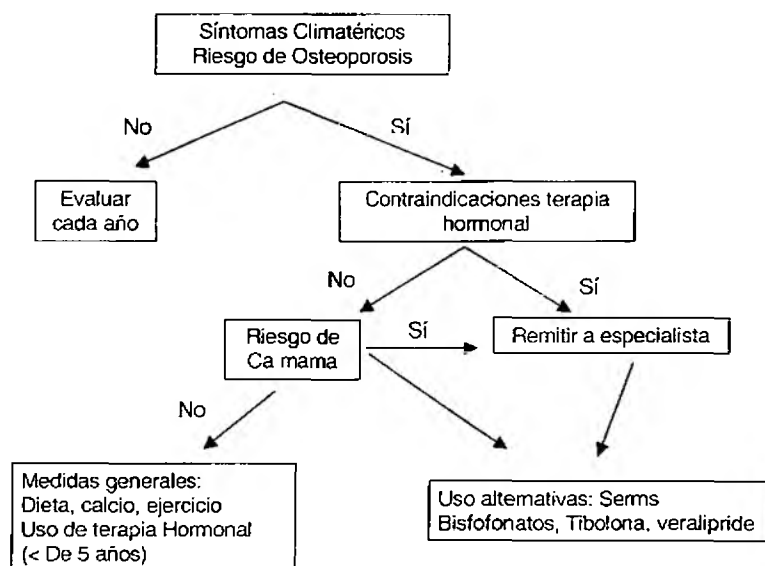 Síntomas Climatéricos
Riesgo de Osteoporosis
No
Sí
Evaluar
cada año
Contraindicaciones terapia
hormonal
No
Sí
Riesgo de
Ca mama
Sí
Remitir a especialista
No
Medidas generales:
Dieta, calcio, ejercicio
Uso de terapia Hormonal
(< De 5 años)
Uso alternativas: Serms
Bisfofonatos, Tibolona, veralipride